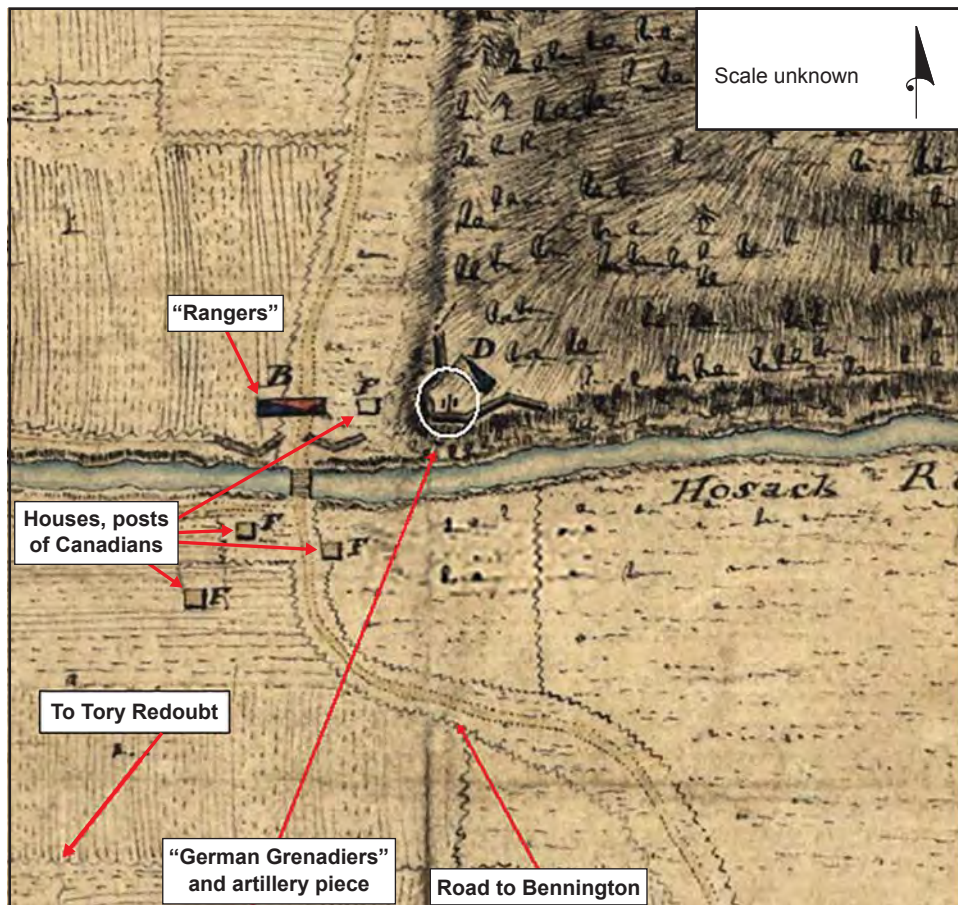 Scale unknown
“Rangers”
D
B
F
Hosack R
Houses, posts
of Canadians
F
F
F
To Tory Redoubt
“German Grenadiers”
and artillery piece
Road to Bennington